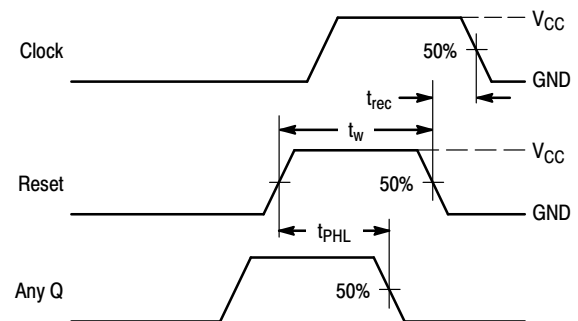 V_CC
Clock
50%
GND
t_rec
t_w
V_CC
Reset
50%
GND
t_PHL
Any Q
50%